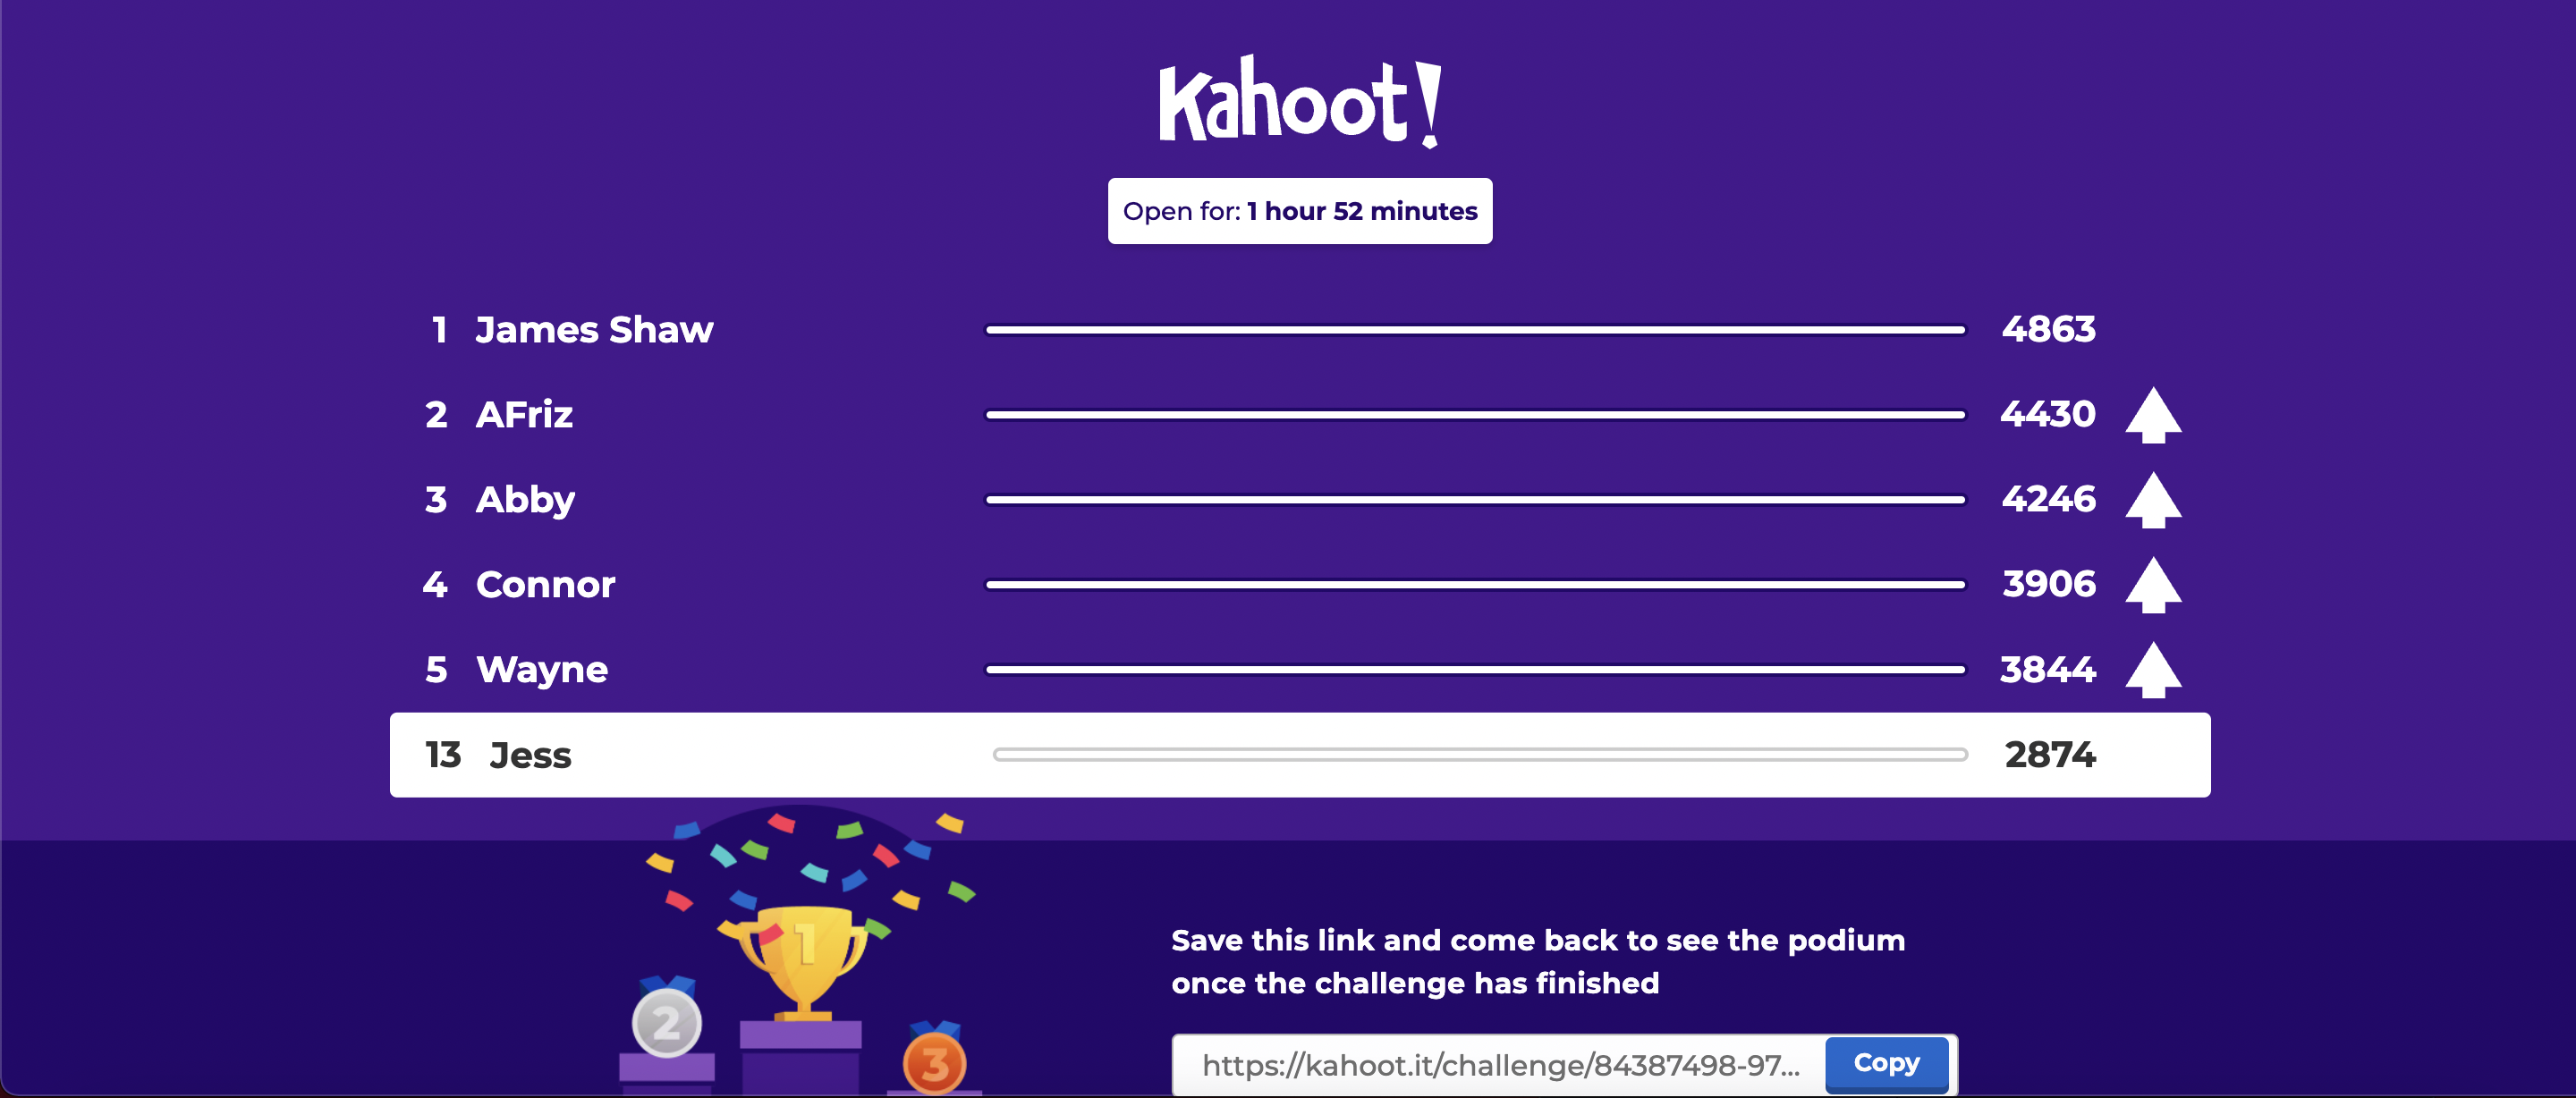 Kahoot!
Open for: 1 hour 52 minutes
1 James Shaw 4863
2 AFriz 4430
3 Abby 4246
4 Connor 3906
5 Wayne 3844
13 Jess 2874
1
2
3
Save this link and come back to see the podium
once the challenge has finished
https://kahoot.it/challenge/84387498-97... Copy